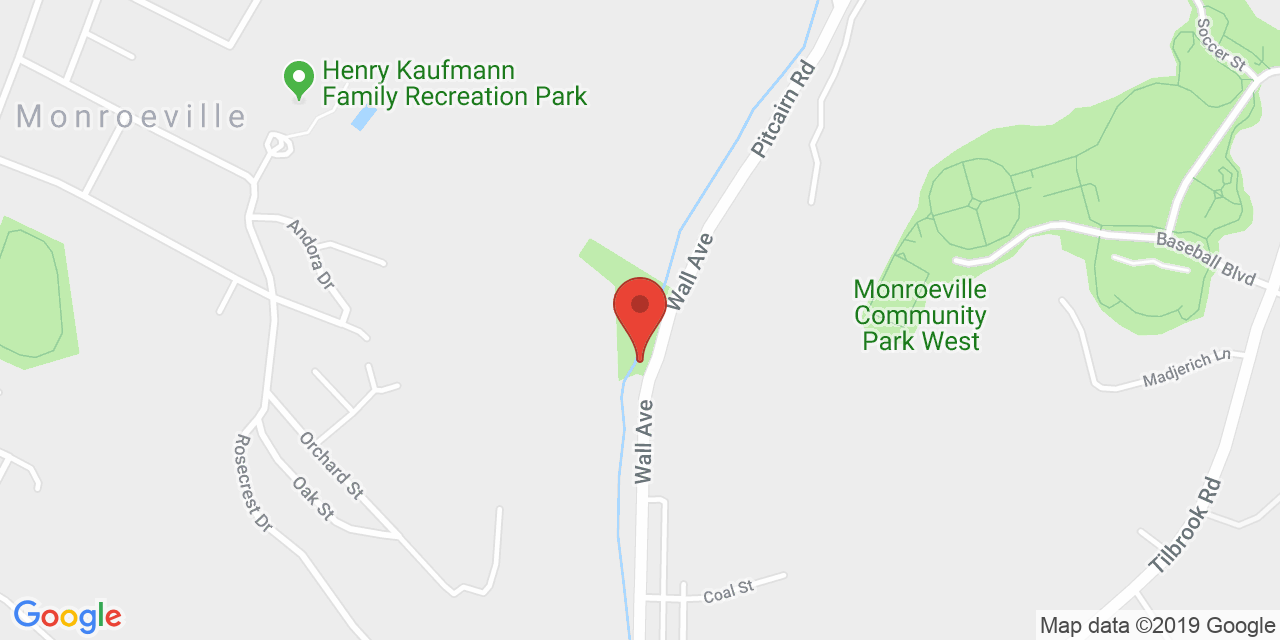 Soccer St
Henry Kaufmann
Family Recreation Park
Monroeville
Pitcairn Rd
Andora Dr
Wall Ave
Baseball Blvd
Monroeville
Community
Park West
Madjerich Ln
Wall Ave
Rosecrest Dr
Orchard St
Oak St
Tilbrook Rd
Coal St
Google
Map data ©2019 Google